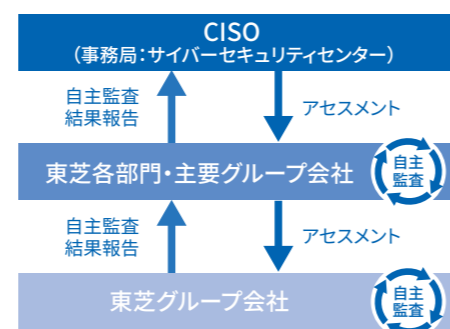 CISO
（事務局：サイバーセキュリティセンター）
自主監査
結果報告
アセスメント
東芝各部門・主要グループ会社
自主
監査
自主監査
結果報告
アセスメント
東芝グループ会社
自主
監査